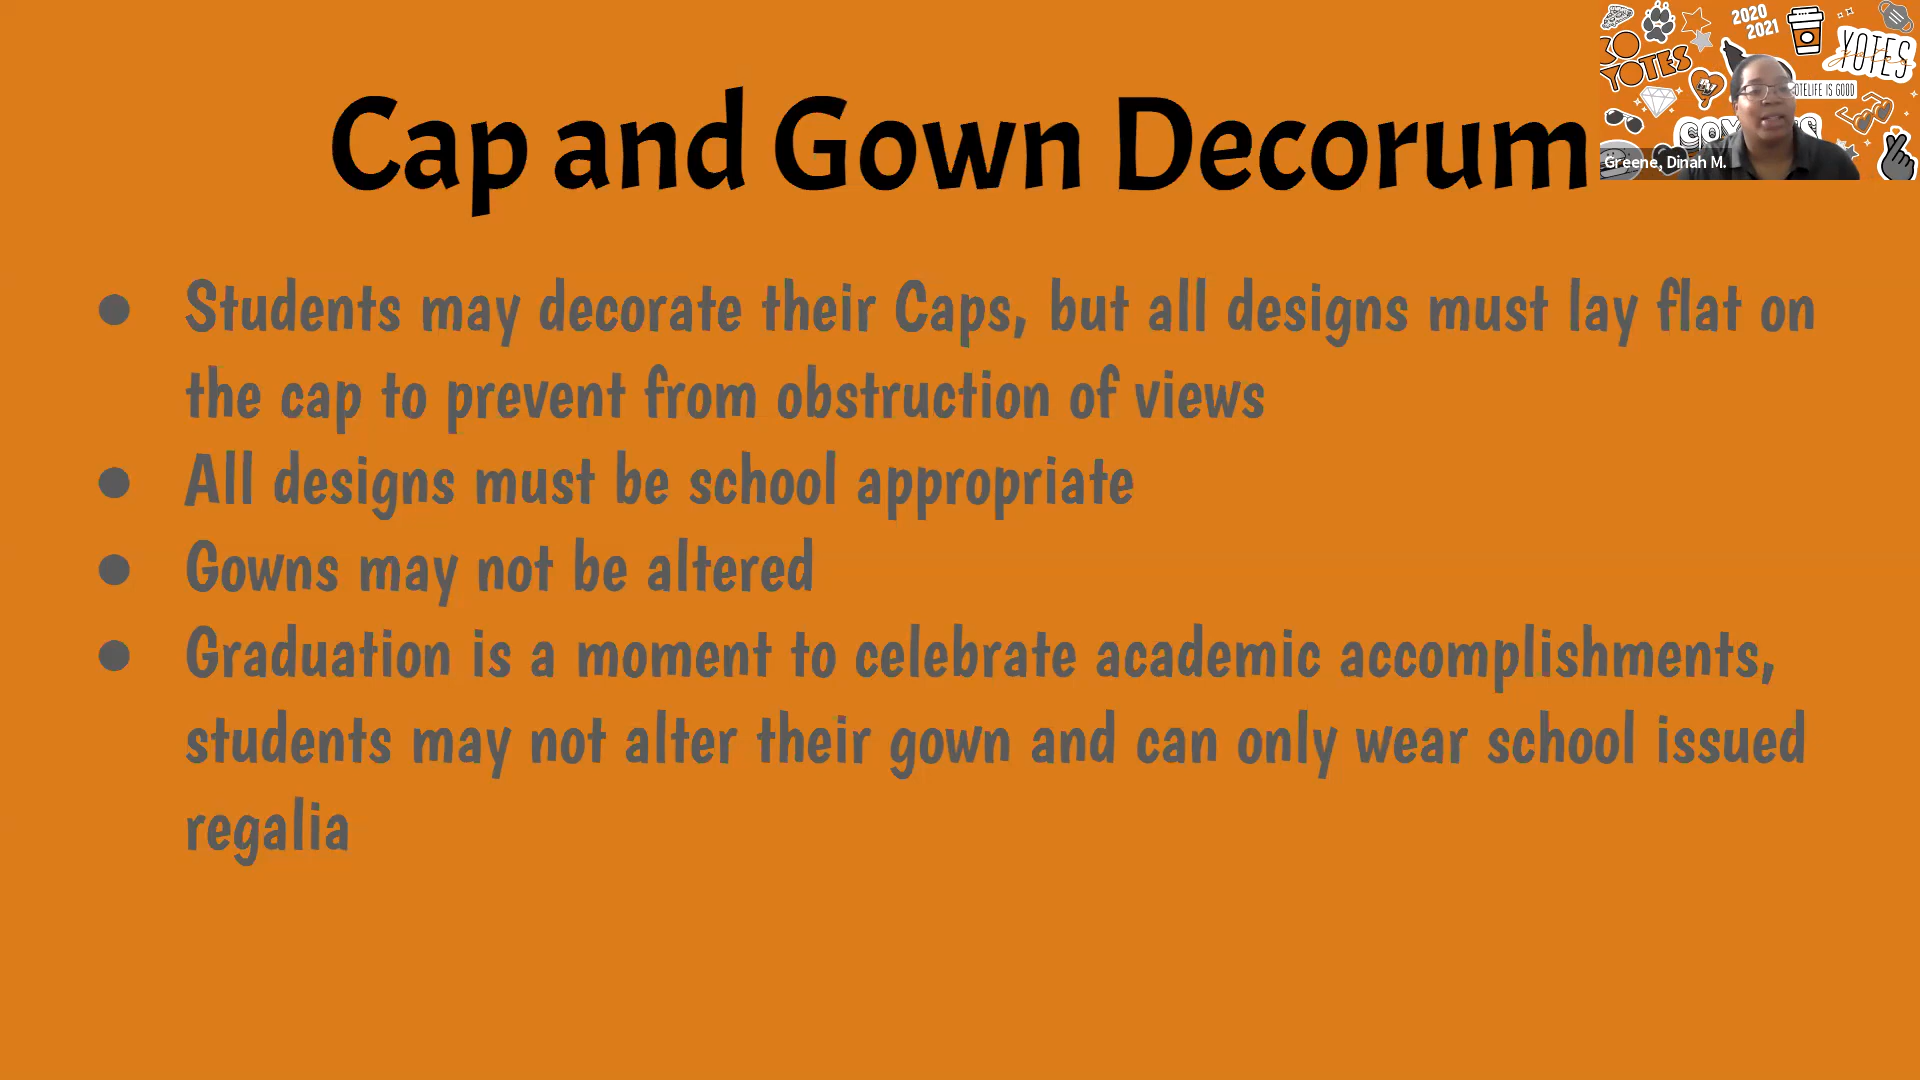 Cap and Gown Decorum
● Students may decorate their Caps, but all designs must lay flat on
the cap to prevent from obstruction of views
● All designs must be school appropriate
● Gowns may not be altered
● Graduation is a moment to celebrate academic accomplishments,
students may not alter their gown and can only wear school issued
regalia
2020
2021
YOTES
YOTES
Greene, Dinah M.